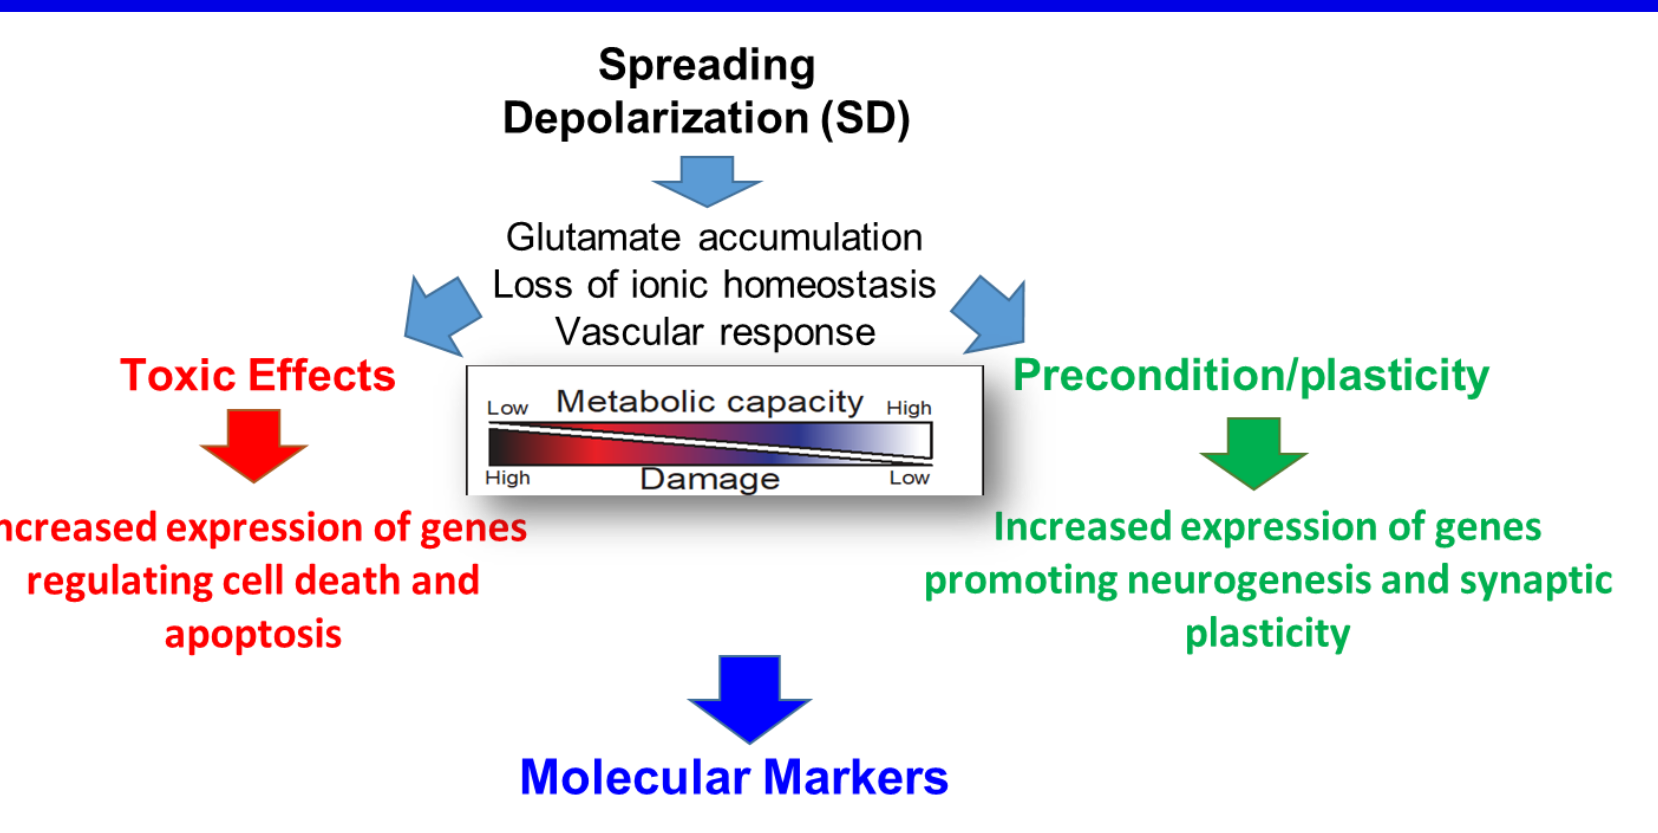 Spreading
Depolarization (SD)
Glutamate accumulation
Loss of ionic homeostasis
Vascular response
Toxic Effects
Precondition/plasticity
Low Metabolic capacity High
High Damage Low
ncreased expression of genes
regulating cell death and
apoptosis
Increased expression of genes
promoting neurogenesis and synaptic
plasticity
Molecular Markers